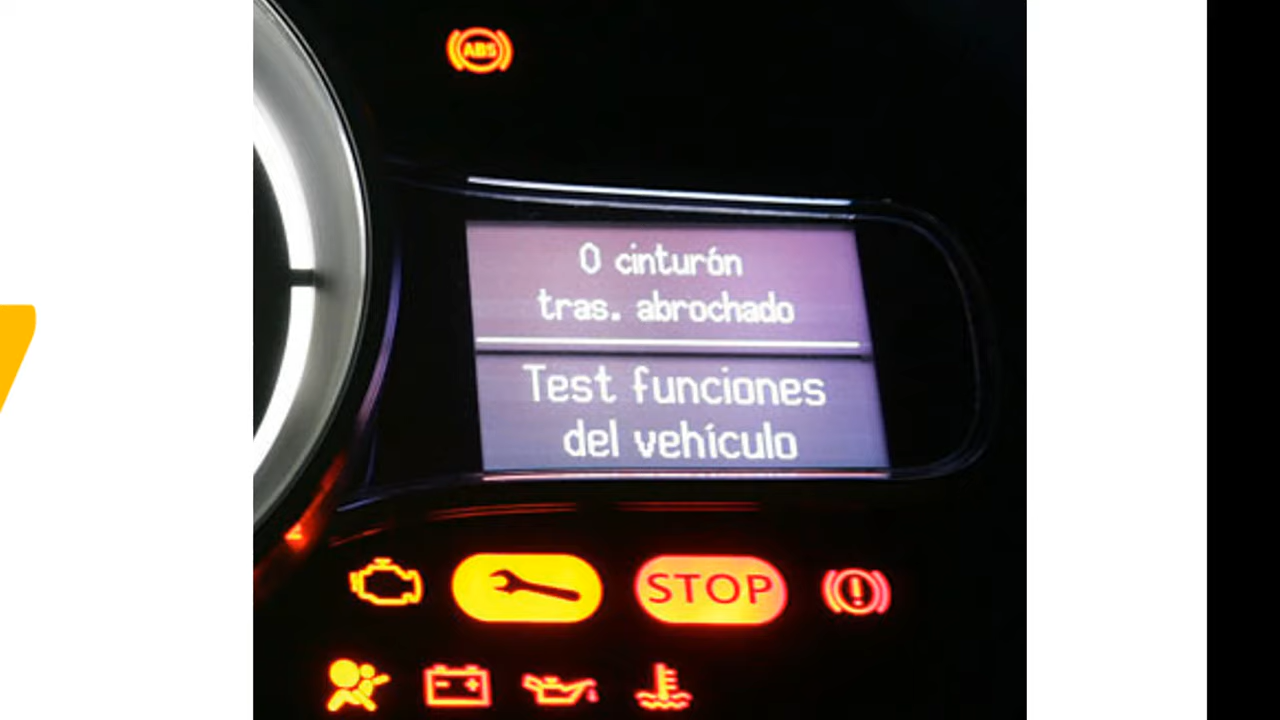 ABS
0 cinturón
tras. abrochado
Test funciones
del vehículo
STOP